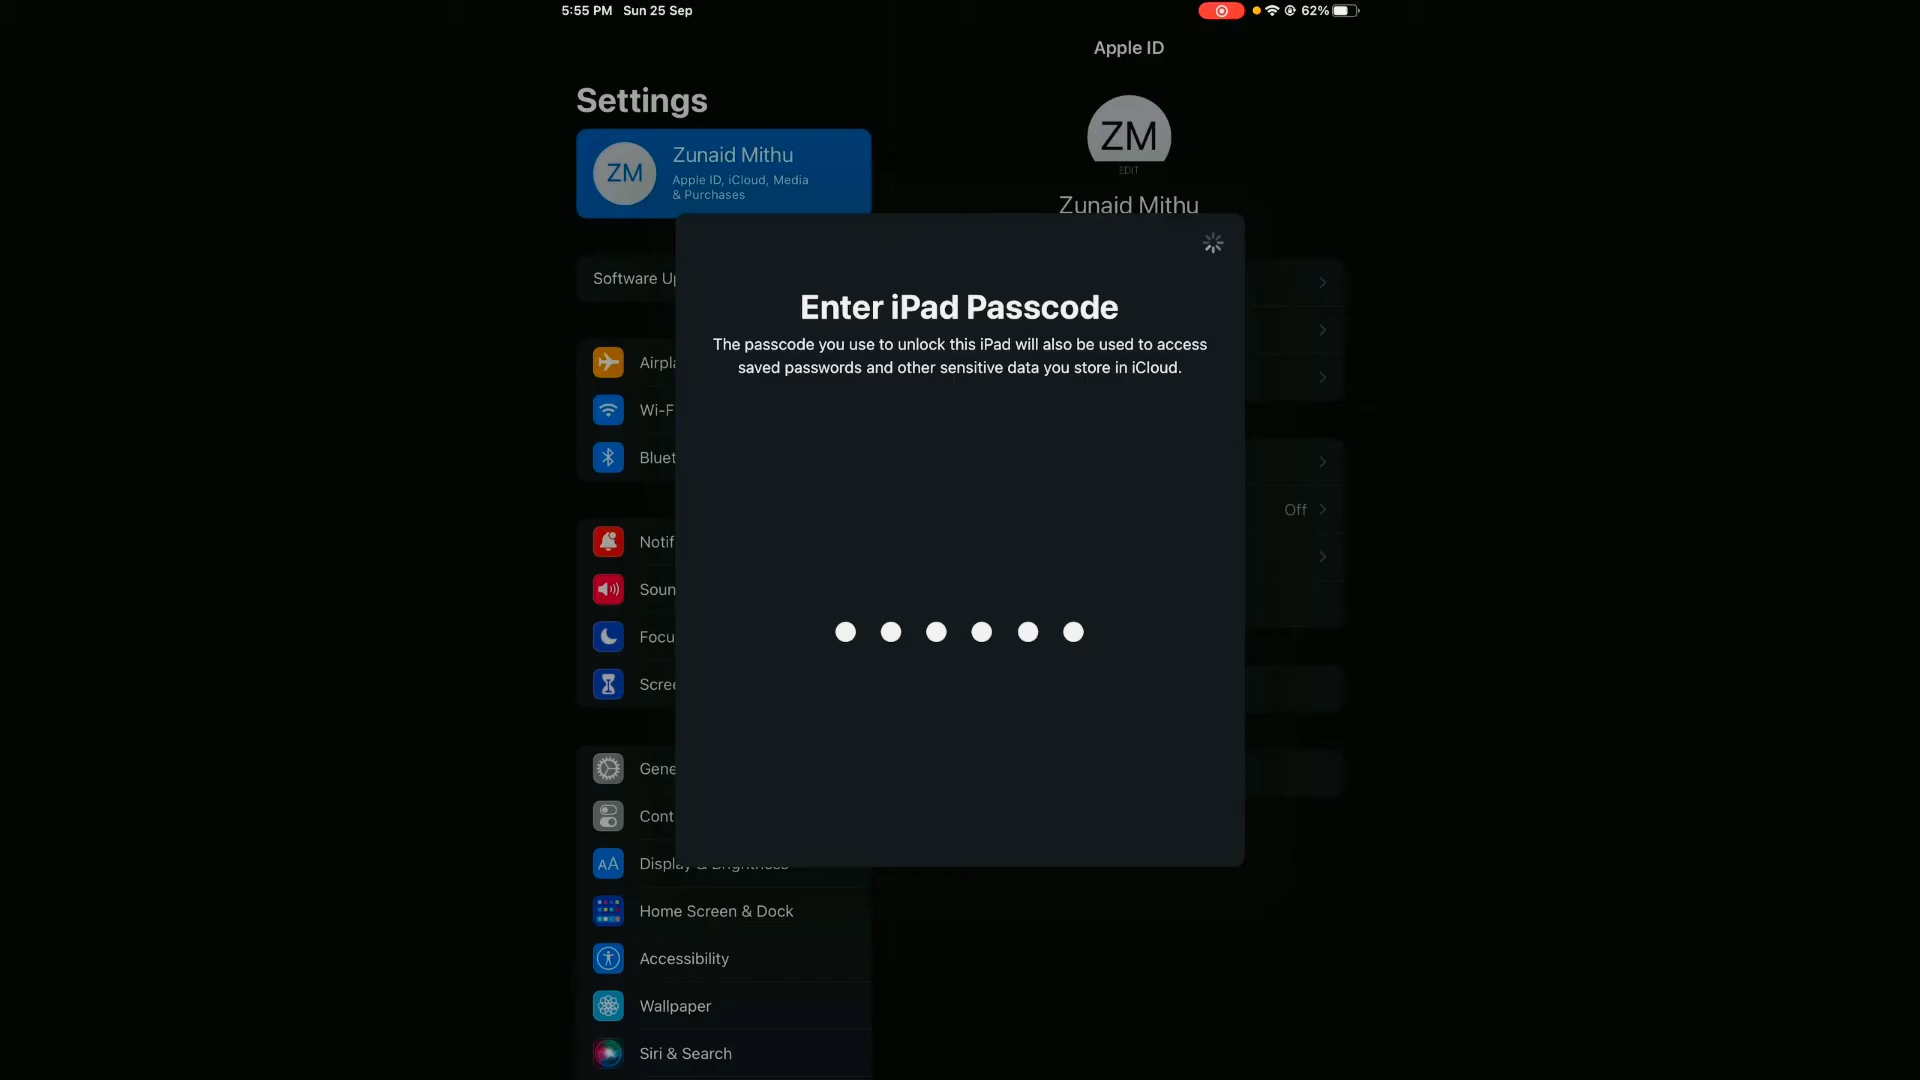 5:55 PM Sun 25 Sep
62%
Apple ID
Settings
ZM
EDIT
Zunaid Mithu
ZM
Zunaid Mithu
Apple ID, iCloud, Media
& Purchases
Software Up
Enter iPad Passcode
The passcode you use to unlock this iPad will also be used to access
saved passwords and other sensitive data you store in iCloud.
Airpla
Wi-F
Bluet
Off
Notif
Soun
Focu
Scre
Gene
Cont
AA
Display & Brightness
Home Screen & Dock
Accessibility
Wallpaper
Siri & Search